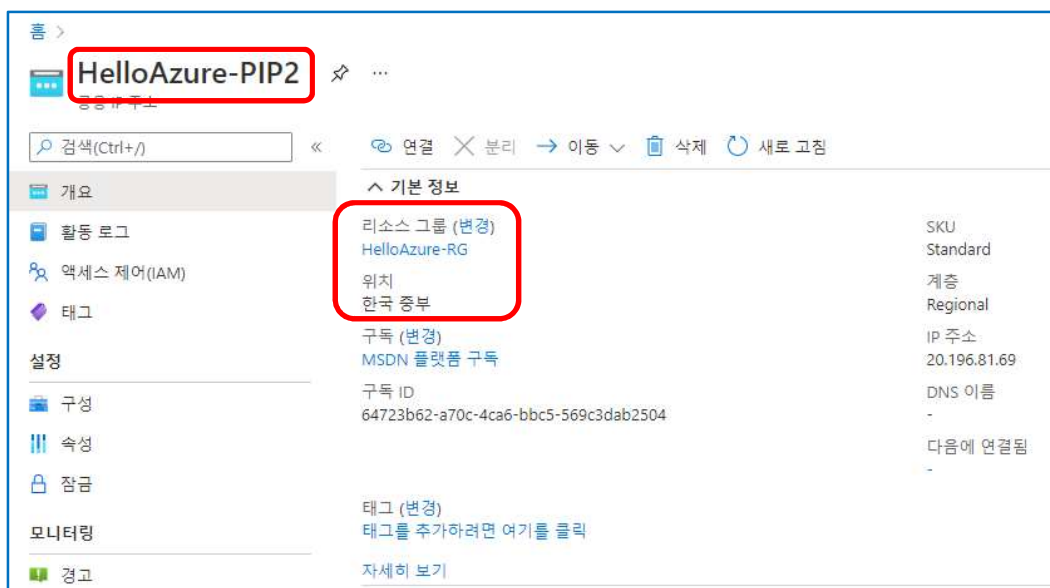 홈 >
HelloAzure-PIP2
공용 IP 주소
검색(Ctrl+/)
«
연결
분리
이동
삭제
새로 고침
개요
활동 로그
액세스 제어(IAM)
태그
설정
구성
속성
잠금
모니터링
경고
기본 정보
리소스 그룹 (변경)
HelloAzure-RG
위치
한국 중부
구독 (변경)
MSDN 플랫폼 구독
구독 ID
64723b62-a70c-4ca6-bbc5-569c3dab2504
SKU
Standard
계층
Regional
IP 주소
20.196.81.69
DNS 이름
-
다음에 연결됨
-
태그 (변경)
태그를 추가하려면 여기를 클릭
자세히 보기